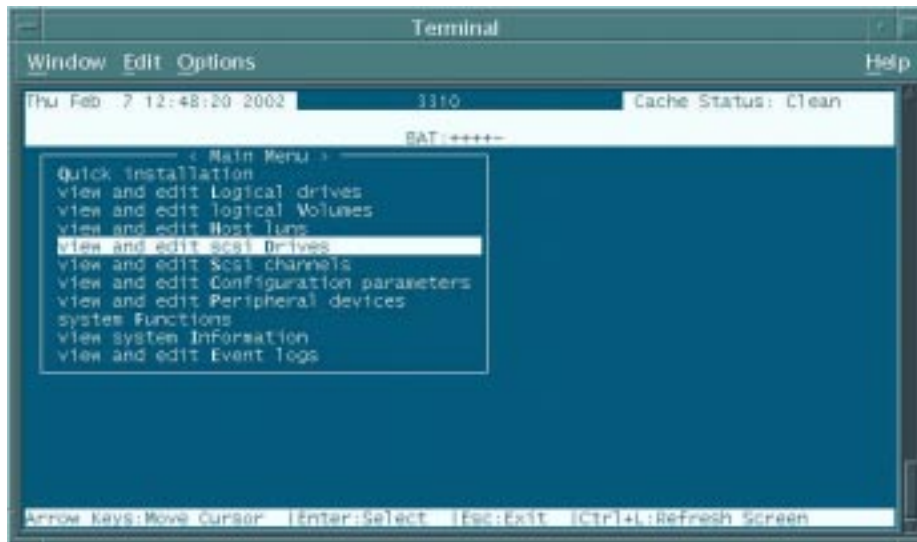 Terminal
Window Edit Options Help
Thu Feb 7 12:48:20 2002 3310 Cache Status: Clean
BAT:++++-
< Main Menu >
Quick installation
view and edit Logical drives
view and edit logical Volumes
view and edit Host luns
view and edit scsi Drives
view and edit Scsi channels
view and edit Configuration parameters
view and edit Peripheral devices
system Functions
view system Information
view and edit Event logs
Arrow Keys:Move Cursor |Enter:Select |Esc:Exit |Ctrl+L:Refresh Screen